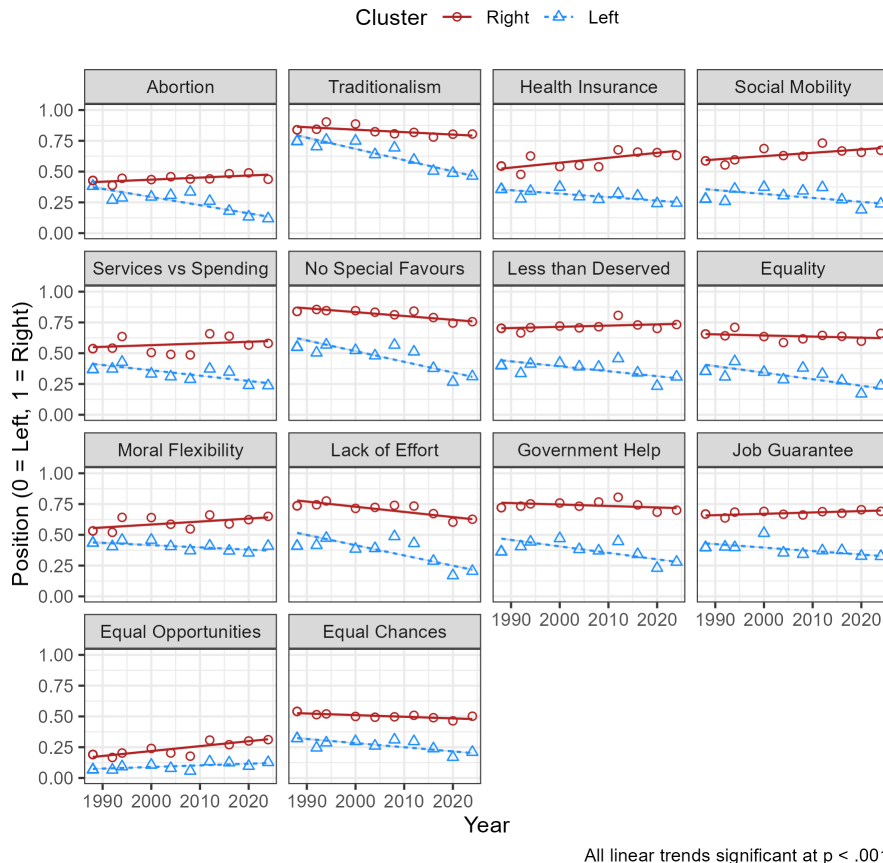 Cluster Right Left
Abortion Traditionalism Health Insurance Social Mobility
1.00
0.75
0.50
0.25
0.00
Services vs Spending No Special Favours Less than Deserved Equality
1.00
0.75
0.50
0.25
0.00
Moral Flexibility Lack of Effort Government Help Job Guarantee
1.00
0.75
0.50
0.25
0.00
1990 2000 2010 2020 1990 2000 2010 2020
Equal Opportunities Equal Chances
1.00
0.75
0.50
0.25
0.00
1990 2000 2010 2020 1990 2000 2010 2020
Position (0 = Left, 1 = Right)
Year
All linear trends significant at p < .001